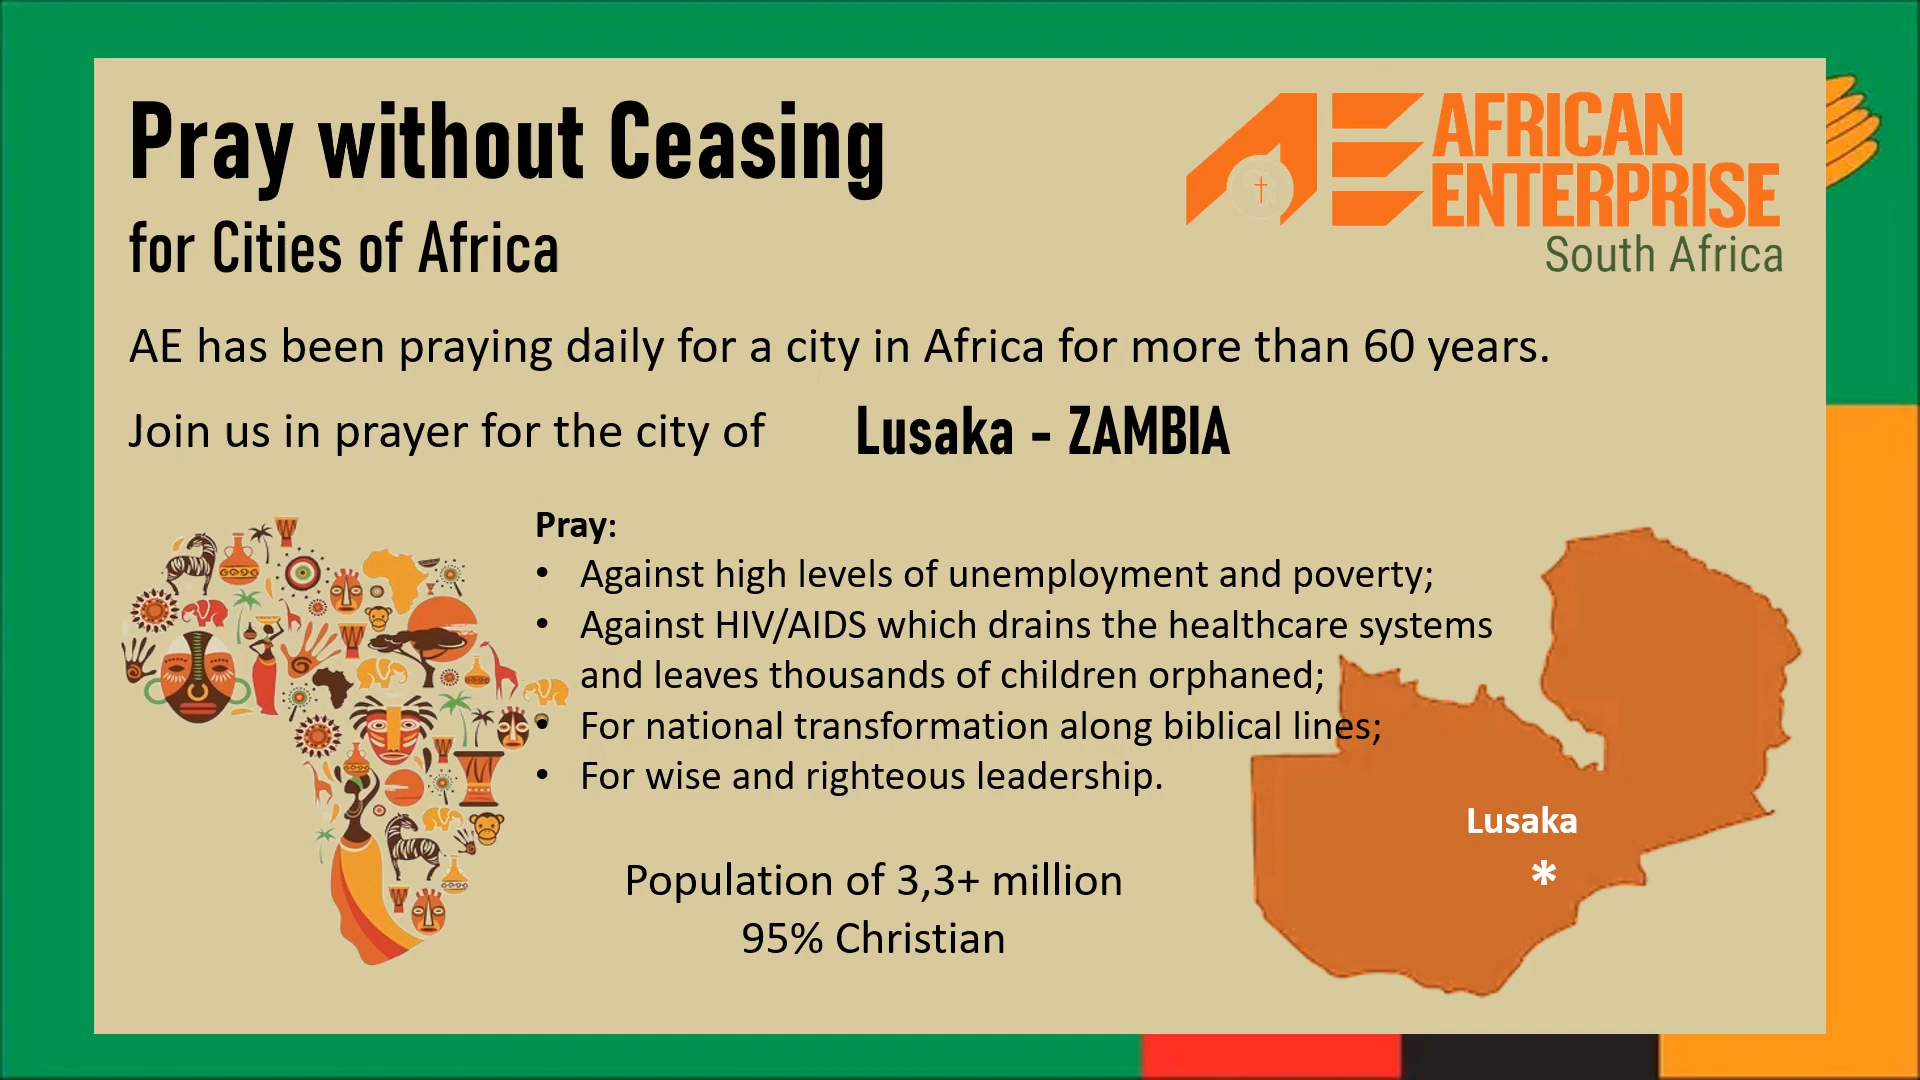 Pray without Ceasing
for Cities of Africa
AFRICAN
ENTERPRISE
South Africa
AE has been praying daily for a city in Africa for more than 60 years.
Join us in prayer for the city of Lusaka - ZAMBIA
Pray:
• Against high levels of unemployment and poverty;
• Against HIV/AIDS which drains the healthcare systems
and leaves thousands of children orphaned;
• For national transformation along biblical lines;
• For wise and righteous leadership.
Lusaka
*
Population of 3,3+ million
95% Christian